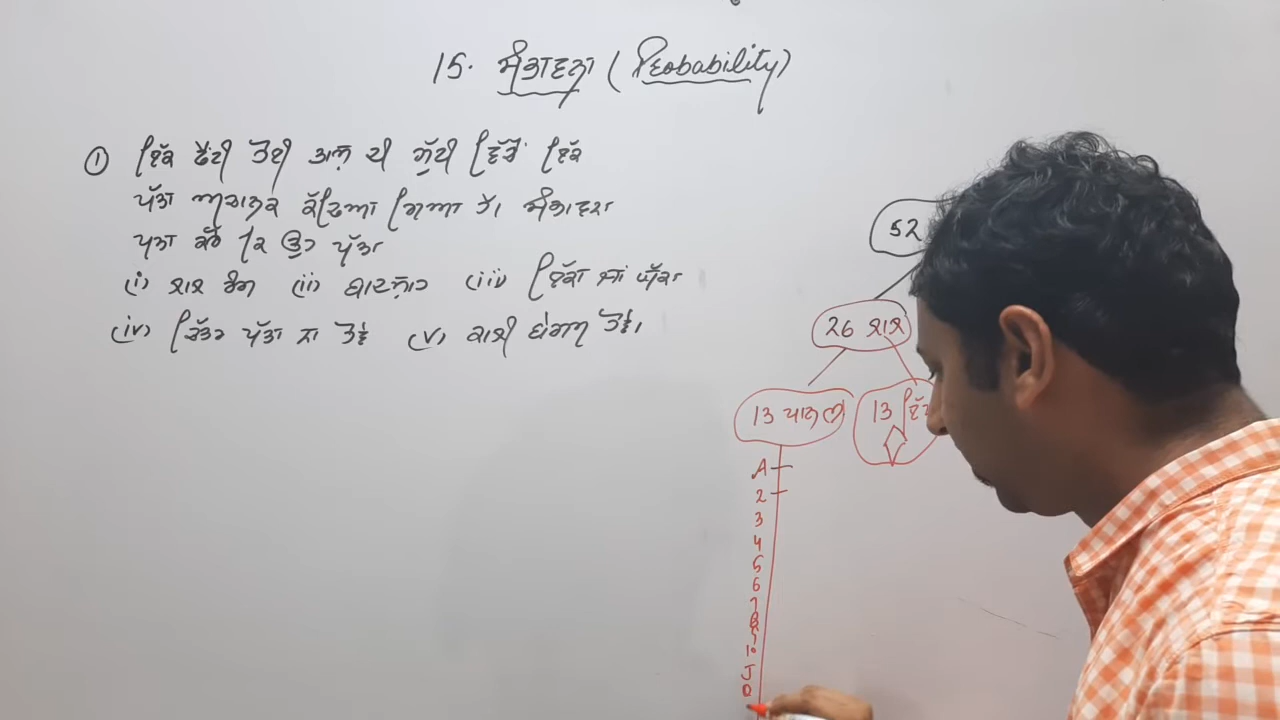 15. ਸੰਭਾਵਨਾ (Probability)
① ਇੱਕ ਫੈਂਟੀ ਹੋਈ ਤਾਸ਼ ਦੀ ਗੁੱਟੀ ਵਿੱਚੋਂ ਇੱਕ
ਪੱਤਾ ਅਚਾਨਕ ਕੱਢਿਆ ਗਿਆ ਹੈ। ਸੰਭਾਵਨਾ
ਪਤਾ ਕਰੋ ਕਿ ਉਹ ਪੱਤਾ
(i) ਲਾਲ ਰੰਗ (ii) ਬਾਦਸ਼ਾਹ (iii) ਇੱਕਾ ਜਾਂ ਯੱਕਾ
(iv) ਚਿੱਤਰ ਪੱਤਾ ਨਾ ਹੋਵੇ (v) ਕਾਲੀ ਬੇਗਮ ਹੋਵੇ।
52
26 ਲਾਲ
13 ਪਾਨ
13
A
2
3
4
5
6
7
8
9
10
J
Q